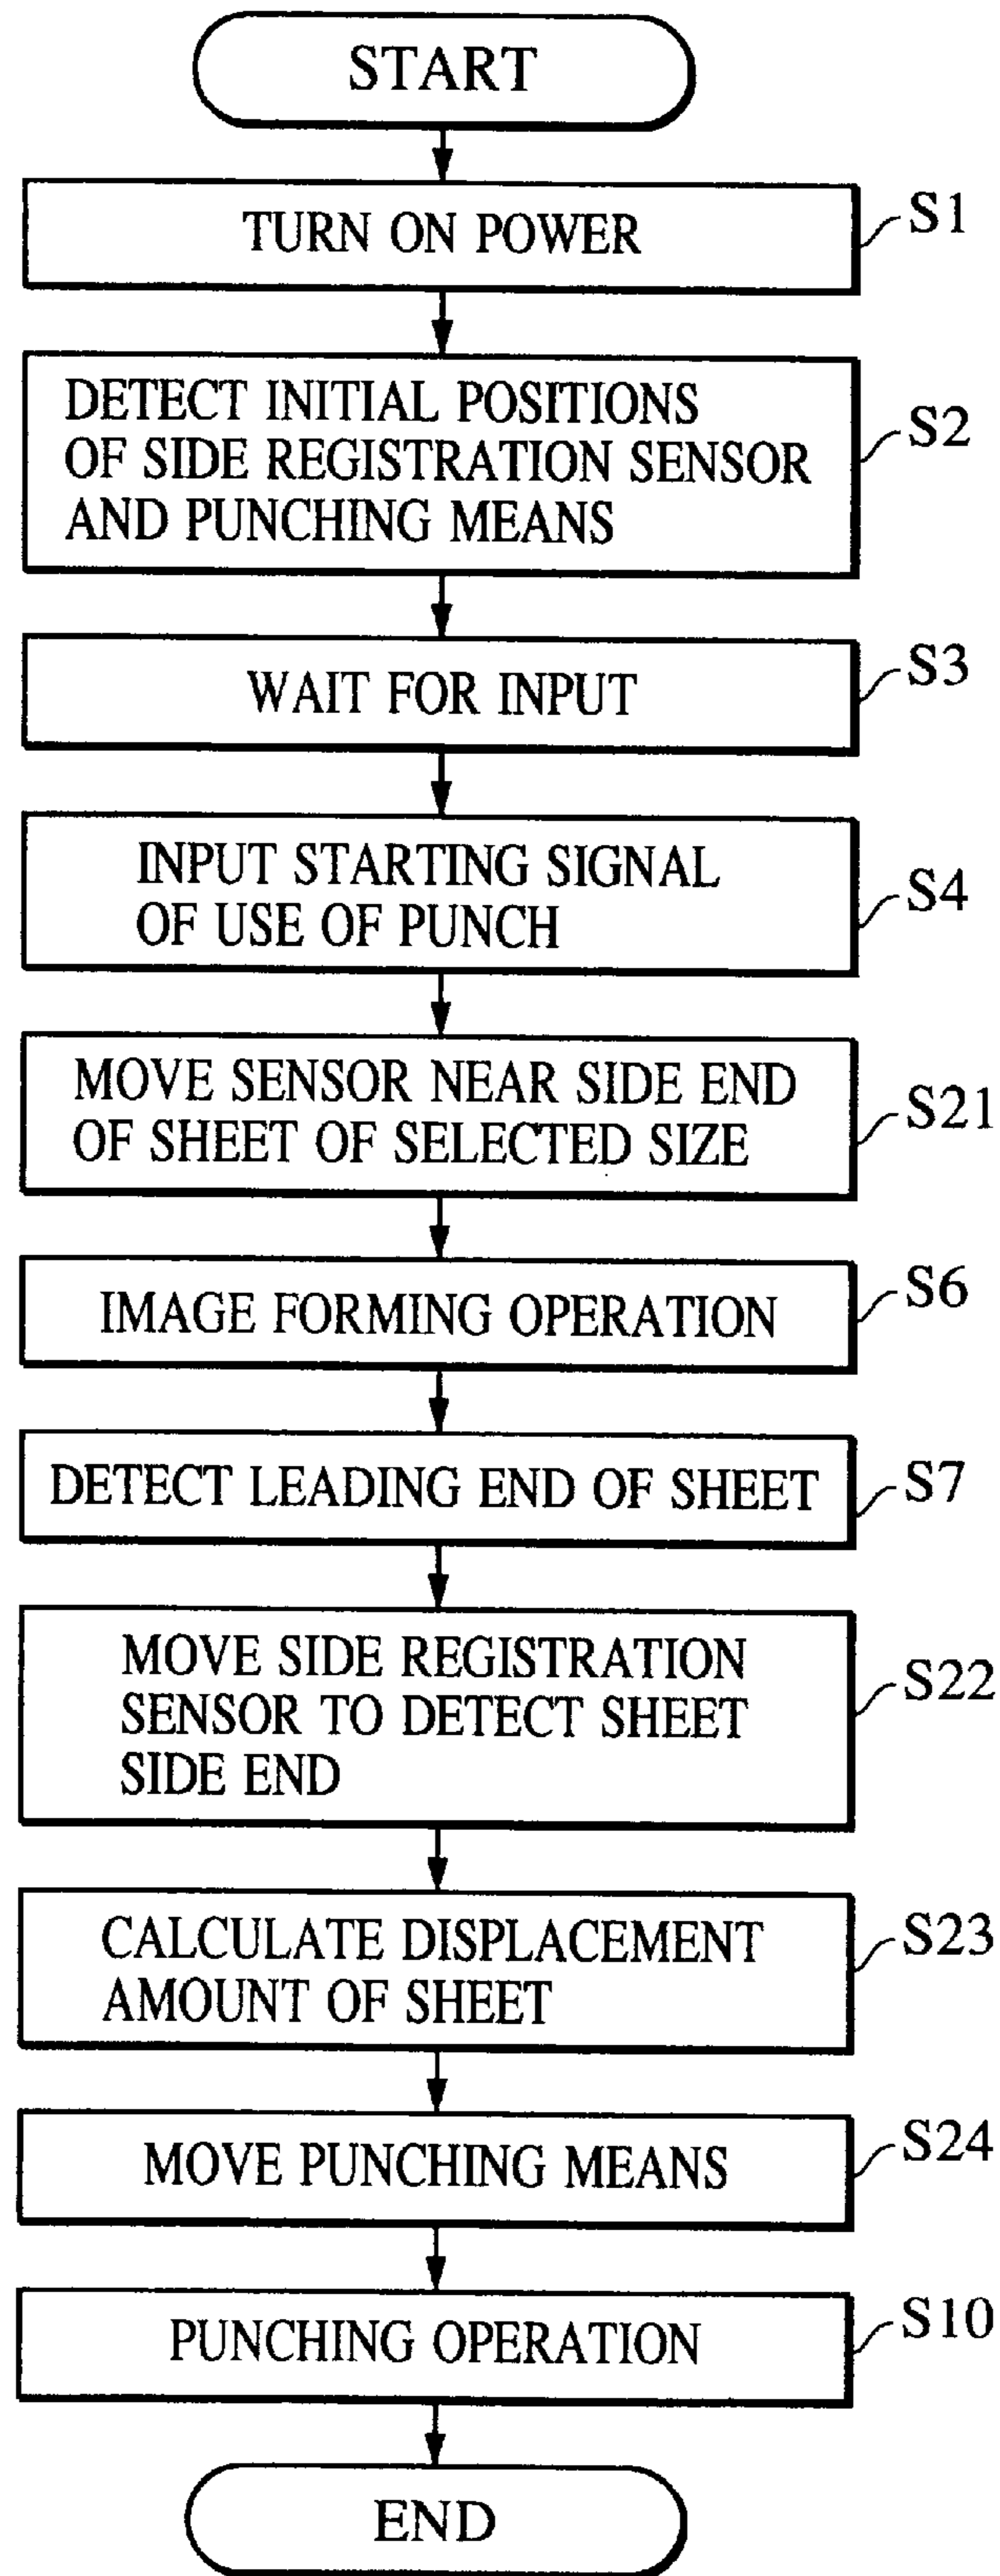 START
TURN ON POWER
S1
DETECT INITIAL POSITIONS
OF SIDE REGISTRATION SENSOR
AND PUNCHING MEANS
S2
WAIT FOR INPUT
S3
INPUT STARTING SIGNAL
OF USE OF PUNCH
S4
MOVE SENSOR NEAR SIDE END
OF SHEET OF SELECTED SIZE
S21
IMAGE FORMING OPERATION
S6
DETECT LEADING END OF SHEET
S7
MOVE SIDE REGISTRATION
SENSOR TO DETECT SHEET
SIDE END
S22
CALCULATE DISPLACEMENT
AMOUNT OF SHEET
S23
MOVE PUNCHING MEANS
S24
PUNCHING OPERATION
S10
END